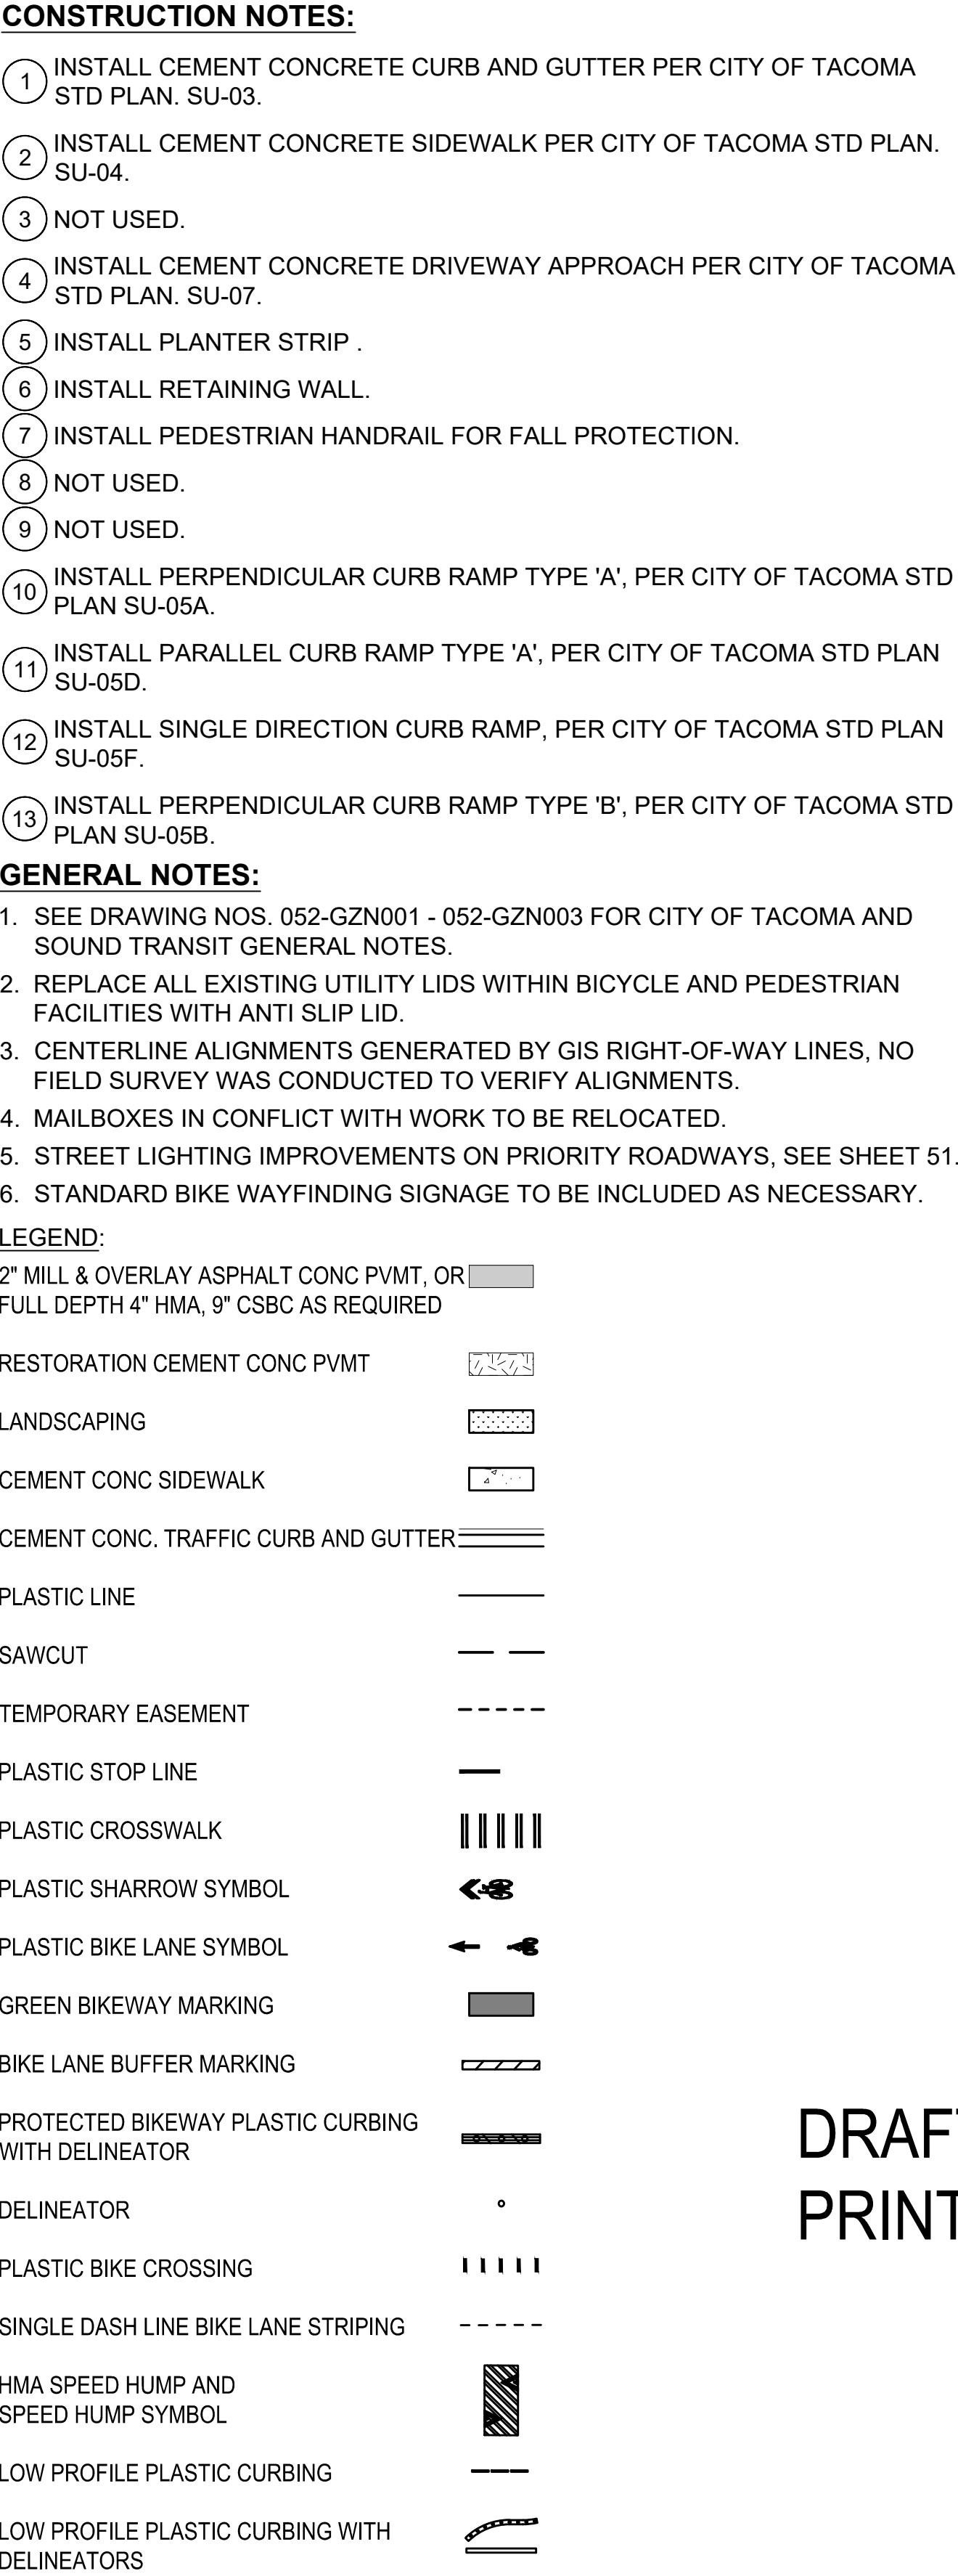 CONSTRUCTION NOTES:
1 INSTALL CEMENT CONCRETE CURB AND GUTTER PER CITY OF TACOMA
STD PLAN. SU-03.
2 INSTALL CEMENT CONCRETE SIDEWALK PER CITY OF TACOMA STD PLAN.
SU-04.
3 NOT USED.
4 INSTALL CEMENT CONCRETE DRIVEWAY APPROACH PER CITY OF TACOMA
STD PLAN. SU-07.
5 INSTALL PLANTER STRIP .
6 INSTALL RETAINING WALL.
7 INSTALL PEDESTRIAN HANDRAIL FOR FALL PROTECTION.
8 NOT USED.
9 NOT USED.
10 INSTALL PERPENDICULAR CURB RAMP TYPE 'A', PER CITY OF TACOMA STD
PLAN SU-05A.
11 INSTALL PARALLEL CURB RAMP TYPE 'A', PER CITY OF TACOMA STD PLAN
SU-05D.
12 INSTALL SINGLE DIRECTION CURB RAMP, PER CITY OF TACOMA STD PLAN
SU-05F.
13 INSTALL PERPENDICULAR CURB RAMP TYPE 'B', PER CITY OF TACOMA STD
PLAN SU-05B.
GENERAL NOTES:
1. SEE DRAWING NOS. 052-GZN001 - 052-GZN003 FOR CITY OF TACOMA AND
SOUND TRANSIT GENERAL NOTES.
2. REPLACE ALL EXISTING UTILITY LIDS WITHIN BICYCLE AND PEDESTRIAN
FACILITIES WITH ANTI SLIP LID.
3. CENTERLINE ALIGNMENTS GENERATED BY GIS RIGHT-OF-WAY LINES, NO
FIELD SURVEY WAS CONDUCTED TO VERIFY ALIGNMENTS.
4. MAILBOXES IN CONFLICT WITH WORK TO BE RELOCATED.
5. STREET LIGHTING IMPROVEMENTS ON PRIORITY ROADWAYS, SEE SHEET 51.
6. STANDARD BIKE WAYFINDING SIGNAGE TO BE INCLUDED AS NECESSARY.
LEGEND:
2" MILL & OVERLAY ASPHALT CONC PVMT, OR
FULL DEPTH 4" HMA, 9" CSBC AS REQUIRED
RESTORATION CEMENT CONC PVMT
LANDSCAPING
CEMENT CONC SIDEWALK
CEMENT CONC. TRAFFIC CURB AND GUTTER
PLASTIC LINE
SAWCUT
TEMPORARY EASEMENT
PLASTIC STOP LINE
PLASTIC CROSSWALK
PLASTIC SHARROW SYMBOL
PLASTIC BIKE LANE SYMBOL
GREEN BIKEWAY MARKING
BIKE LANE BUFFER MARKING
PROTECTED BIKEWAY PLASTIC CURBING
WITH DELINEATOR
DRAFT
PRINT
DELINEATOR
PLASTIC BIKE CROSSING
SINGLE DASH LINE BIKE LANE STRIPING
HMA SPEED HUMP AND
SPEED HUMP SYMBOL
LOW PROFILE PLASTIC CURBING
LOW PROFILE PLASTIC CURBING WITH
DELINEATORS